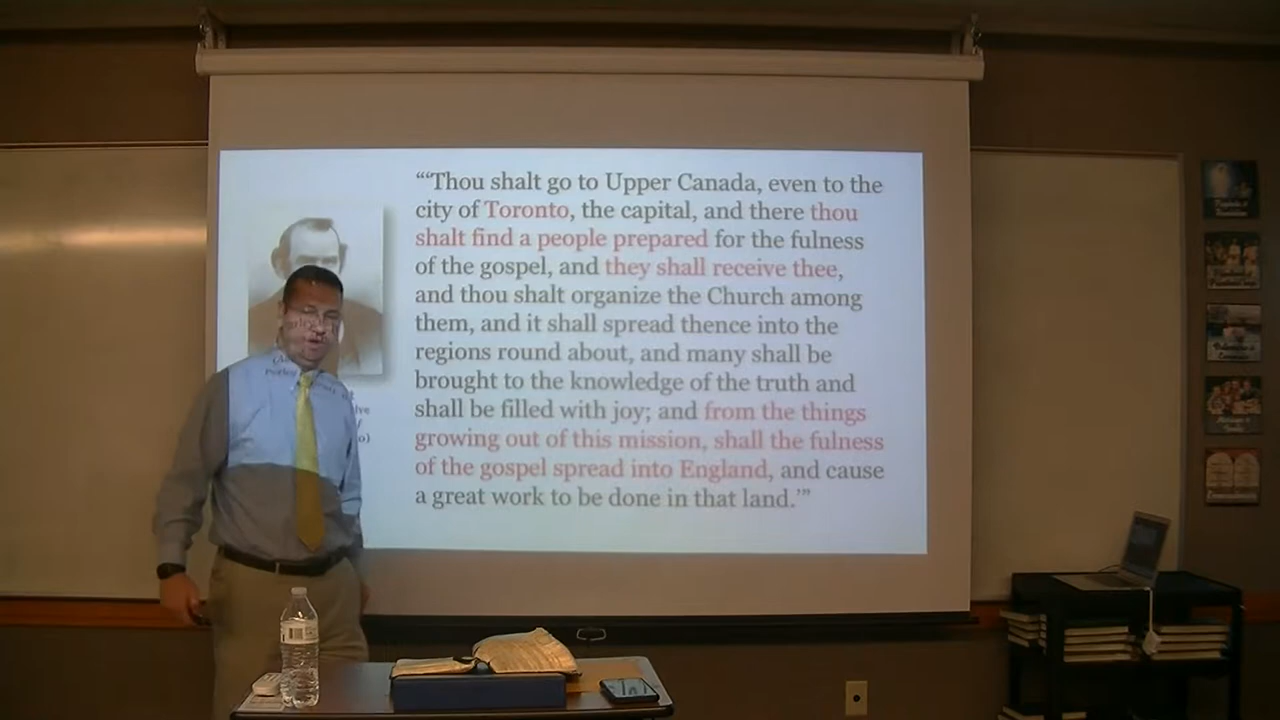 ““Thou shalt go to Upper Canada, even to the
city of Toronto, the capital, and there thou
shalt find a people prepared for the fulness
of the gospel, and they shall receive thee,
and thou shalt organize the Church among
them, and it shall spread thence into the
regions round about, and many shall be
brought to the knowledge of the truth and
shall be filled with joy; and from the things
growing out of this mission, shall the fulness
of the gospel spread into England, and cause
a great work to be done in that land.’”